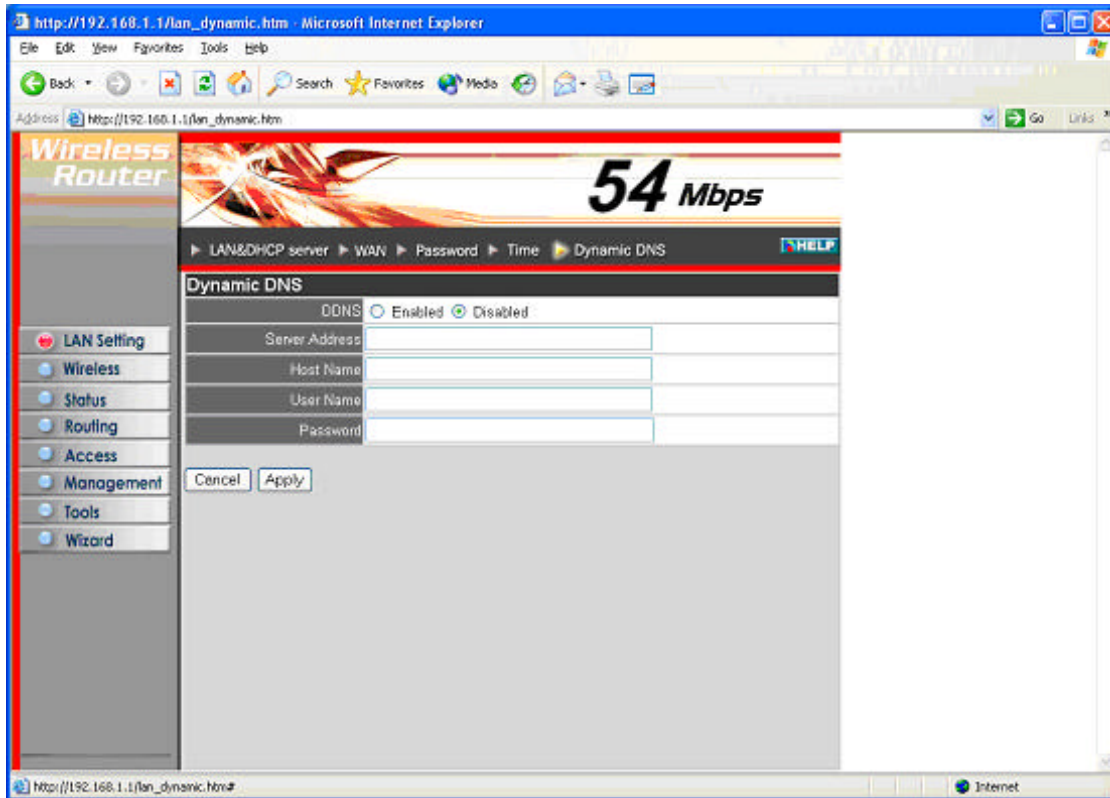 http://192.168.1.1/lan_dynamic.htm - Microsoft Internet Explorer
File Edit View Favorites Tools Help
Back Search Favorites Media
Address http://192.168.1.1/lan_dynamic.htm Go Links »
Wireless Router
54 Mbps
LAN&DHCP server WAN Password Time Dynamic DNS HELP
Dynamic DNS
DDNS Enabled Disabled
Server Address
Host Name
User Name
Password
Cancel Apply
LAN Setting
Wireless
Status
Routing
Access
Management
Tools
Wizard
http://192.168.1.1/lan_dynamic.htm# Internet